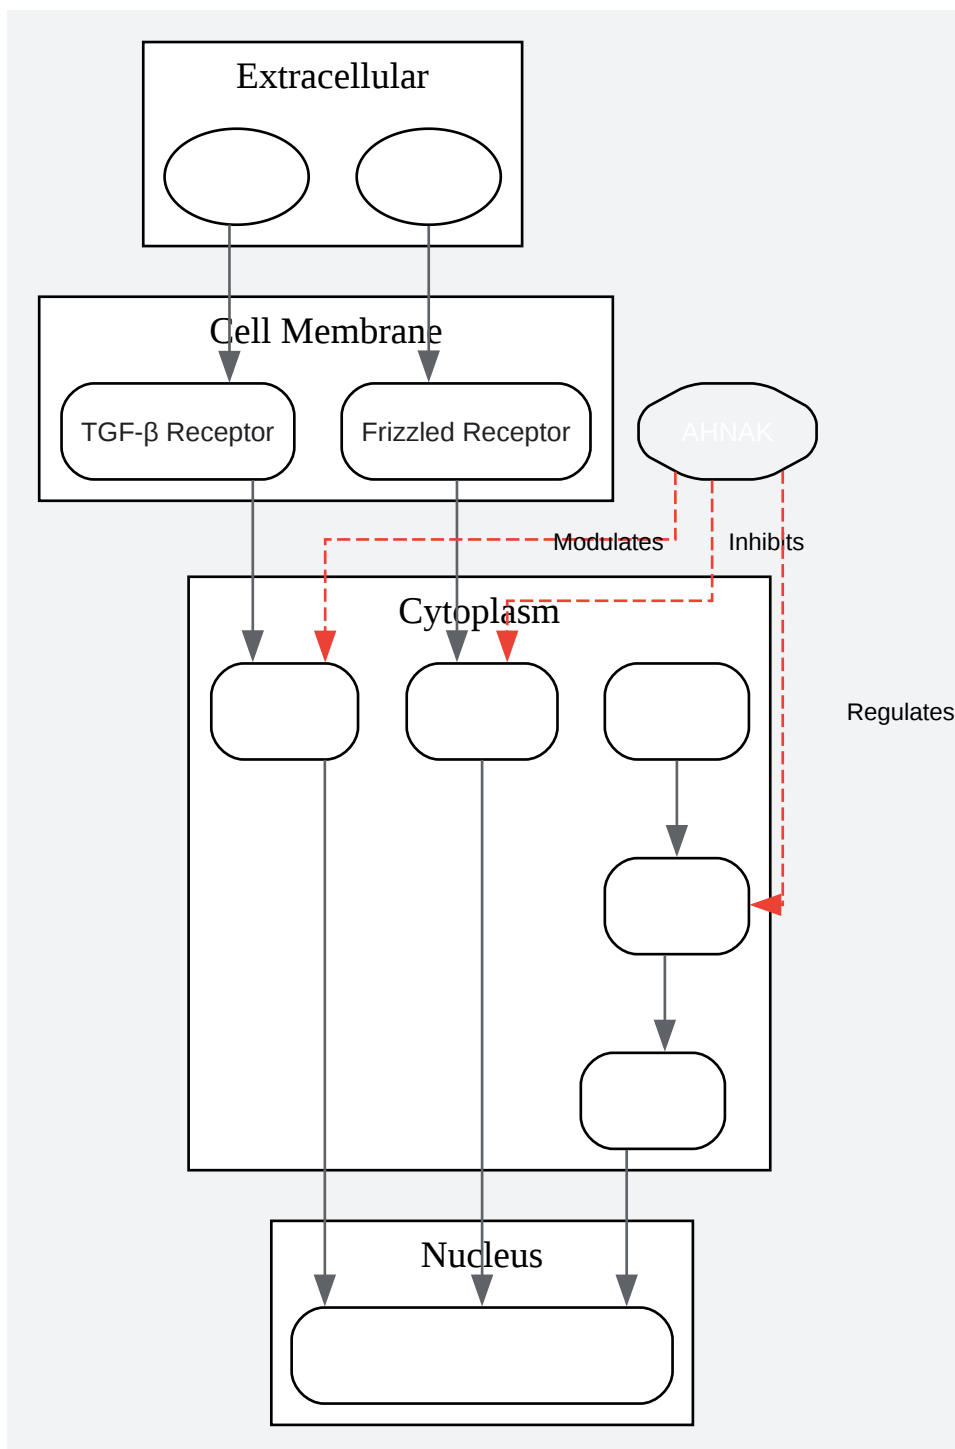 Extracellular
Cell Membrane
TGF-β Receptor
Frizzled Receptor
AHNAK
Modulates
Inhibits
Cytoplasm
Regulates
Nucleus